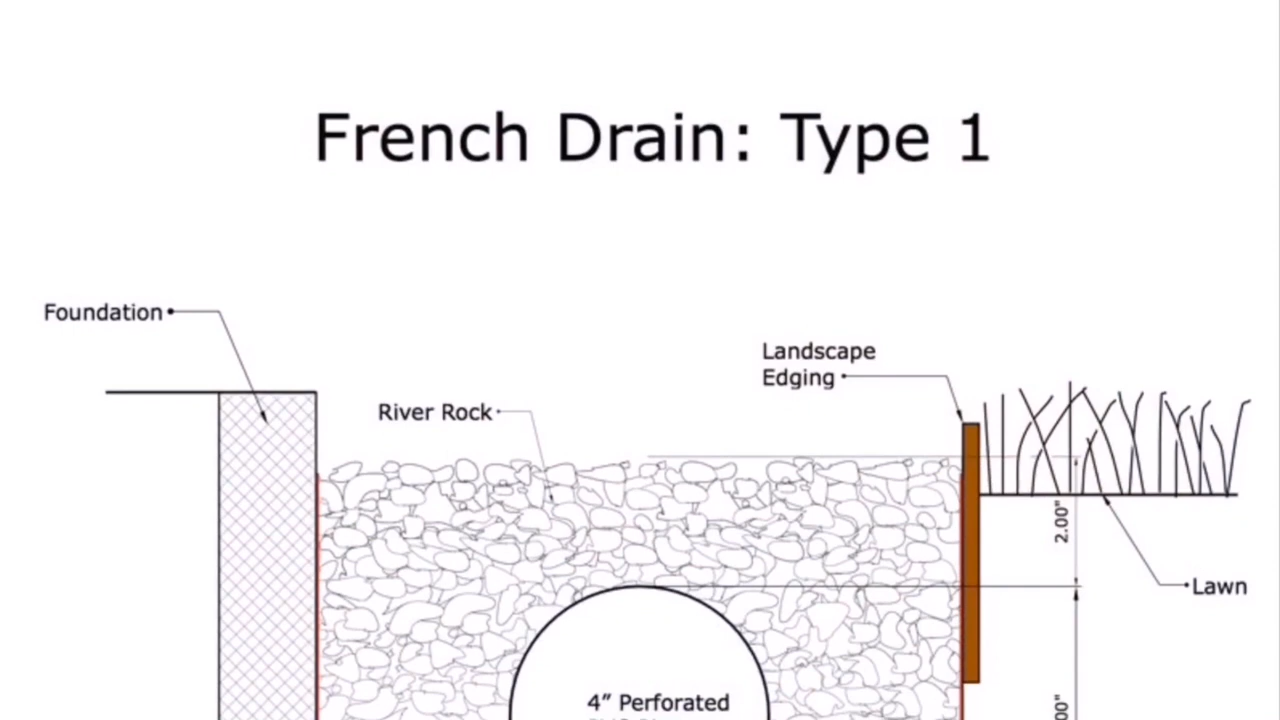 French Drain: Type 1
Foundation
Landscape
Edging
River Rock
2.00"
Lawn
4” Perforated